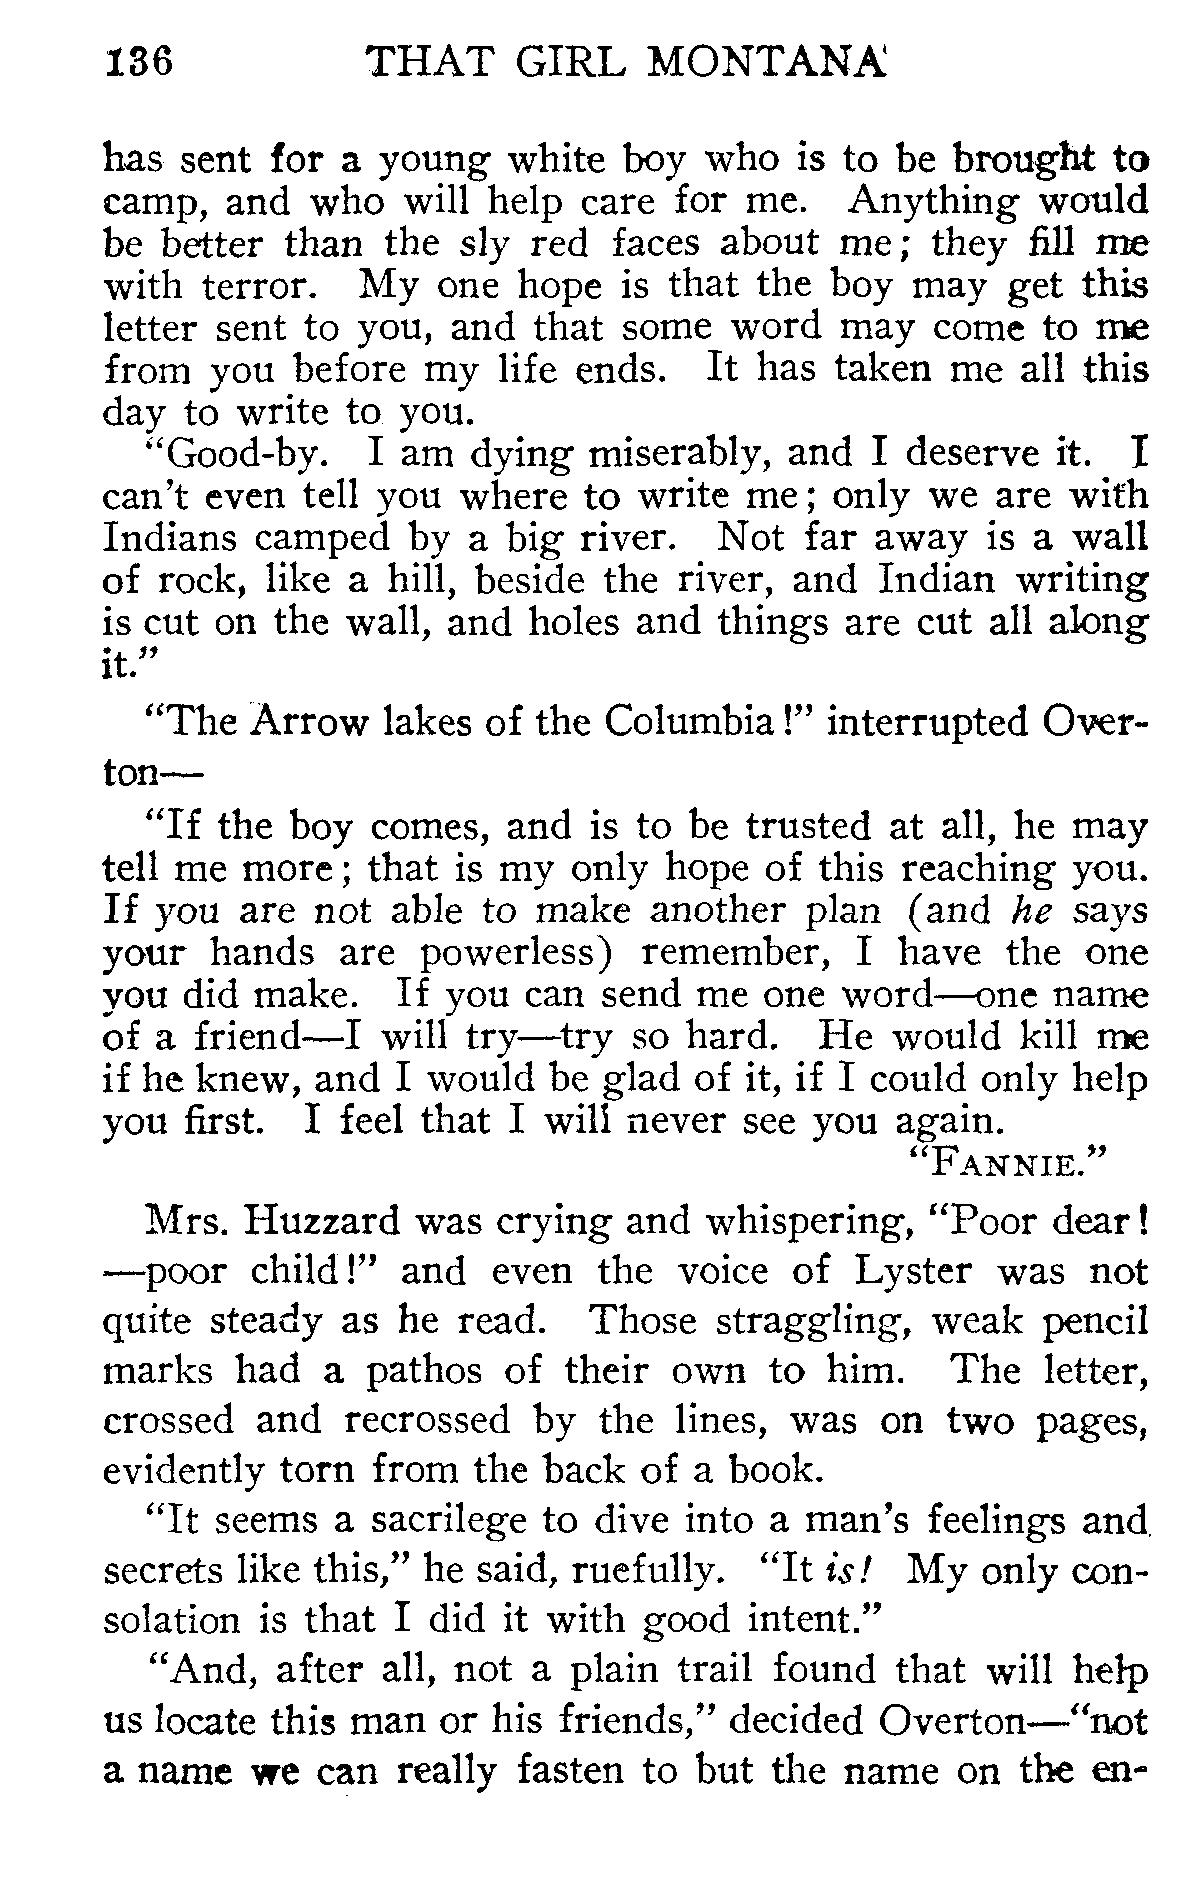 136 THAT GIRL MONTANA
has sent for a young white boy who is to be brought to
camp, and who will help care for me. Anything would
be better than the sly red faces about me; they fill me
with terror. My one hope is that the boy may get this
letter sent to you, and that some word may come to me
from you before my life ends. It has taken me all this
day to write to you.
“Good-by. I am dying miserably, and I deserve it. I
can’t even tell you where to write me; only we are with
Indians camped by a big river. Not far away is a wall
of rock, like a hill, beside the river, and Indian writing
is cut on the wall, and holes and things are cut all along
it.”
“The Arrow lakes of the Columbia!” interrupted Over-
ton—
“If the boy comes, and is to be trusted at all, he may
tell me more; that is my only hope of this reaching you.
If you are not able to make another plan (and he says
your hands are powerless) remember, I have the one
you did make. If you can send me one word—one name
of a friend—I will try—try so hard. He would kill me
if he knew, and I would be glad of it, if I could only help
you first. I feel that I will never see you again.
“FANNIE.”
Mrs. Huzzard was crying and whispering, “Poor dear!
—poor child!” and even the voice of Lyster was not
quite steady as he read. Those straggling, weak pencil
marks had a pathos of their own to him. The letter,
crossed and recrossed by the lines, was on two pages,
evidently torn from the back of a book.
“It seems a sacrilege to dive into a man’s feelings and
secrets like this,” he said, ruefully. “It is! My only con-
solation is that I did it with good intent.”
“And, after all, not a plain trail found that will help
us locate this man or his friends,” decided Overton—“not
a name we can really fasten to but the name on the en-